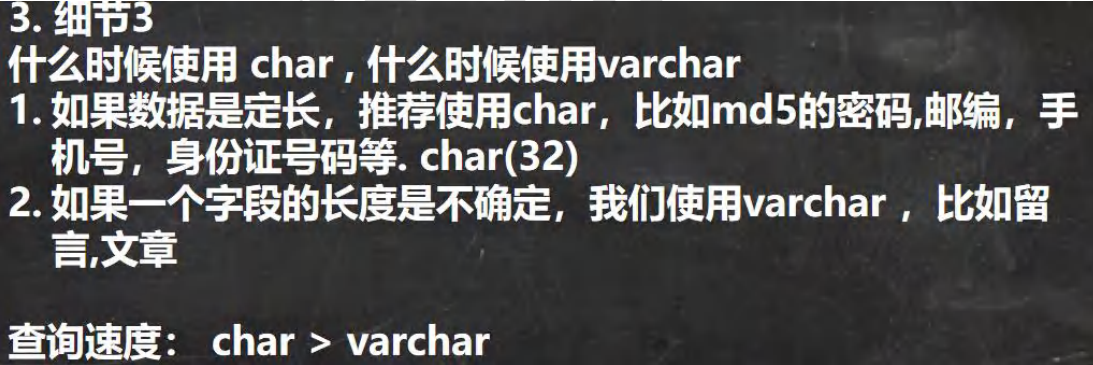 3. 细节3
什么时候使用 char , 什么时候使用varchar
1. 如果数据是定长，推荐使用char，比如md5的密码,邮编，手
机号，身份证号码等. char(32)
2. 如果一个字段的长度是不确定，我们使用varchar ，比如留
言,文章
查询速度： char > varchar